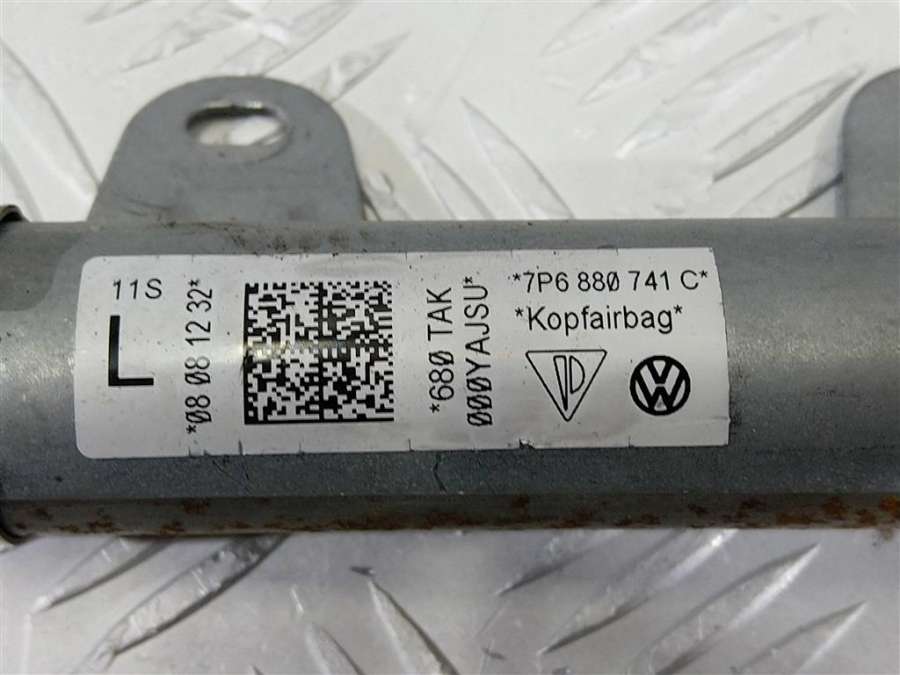 11S
L
*08 08 12 32*
*680 TAK
000YAJSU*
*7P6 880 741 C*
*Kopfairbag*